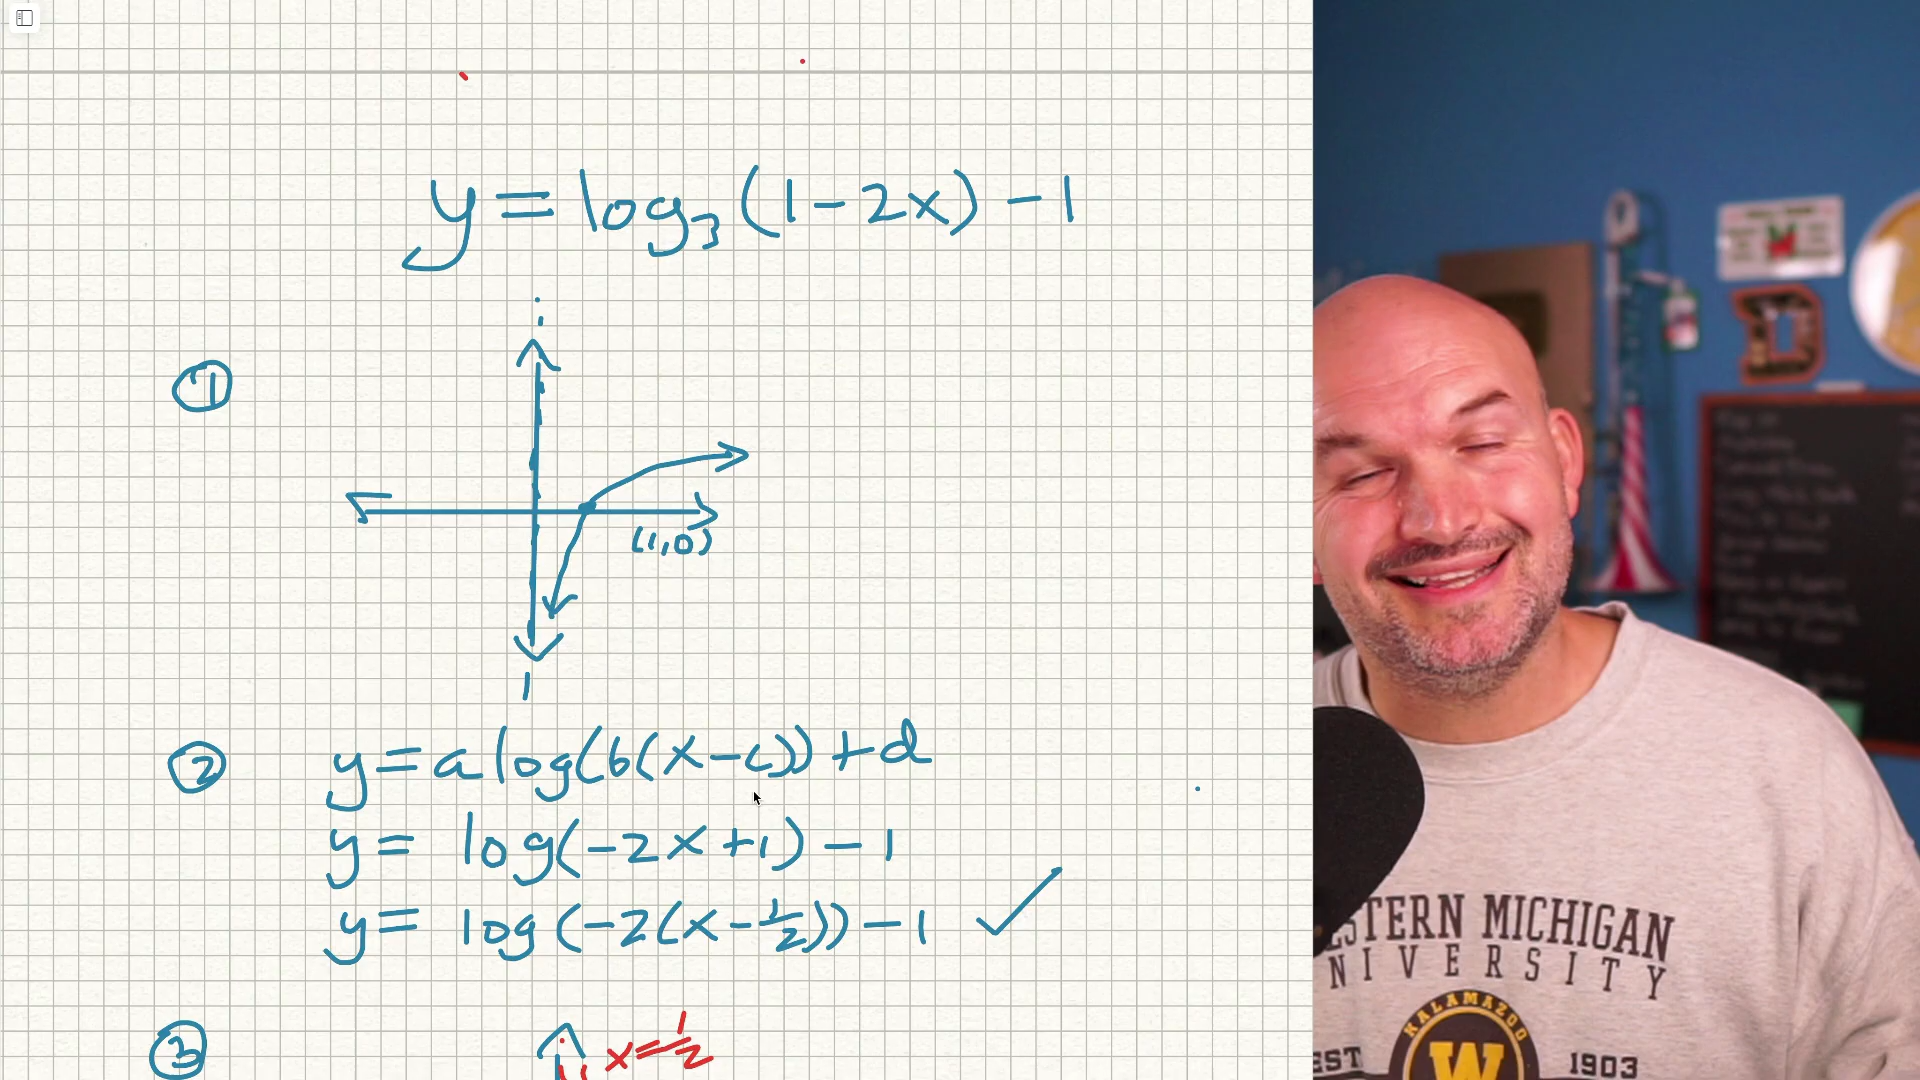 y = log₃ (1 - 2x) - 1
①
(1,0)
② y = a log(b(x-c)) + d
y = log(-2x+1) - 1
y = log(-2(x-1/2)) - 1 ✓
③ x = 1/2
STERN MICHIGAN
NIVERSITY
KALAMAZOO
EST W 1903
D